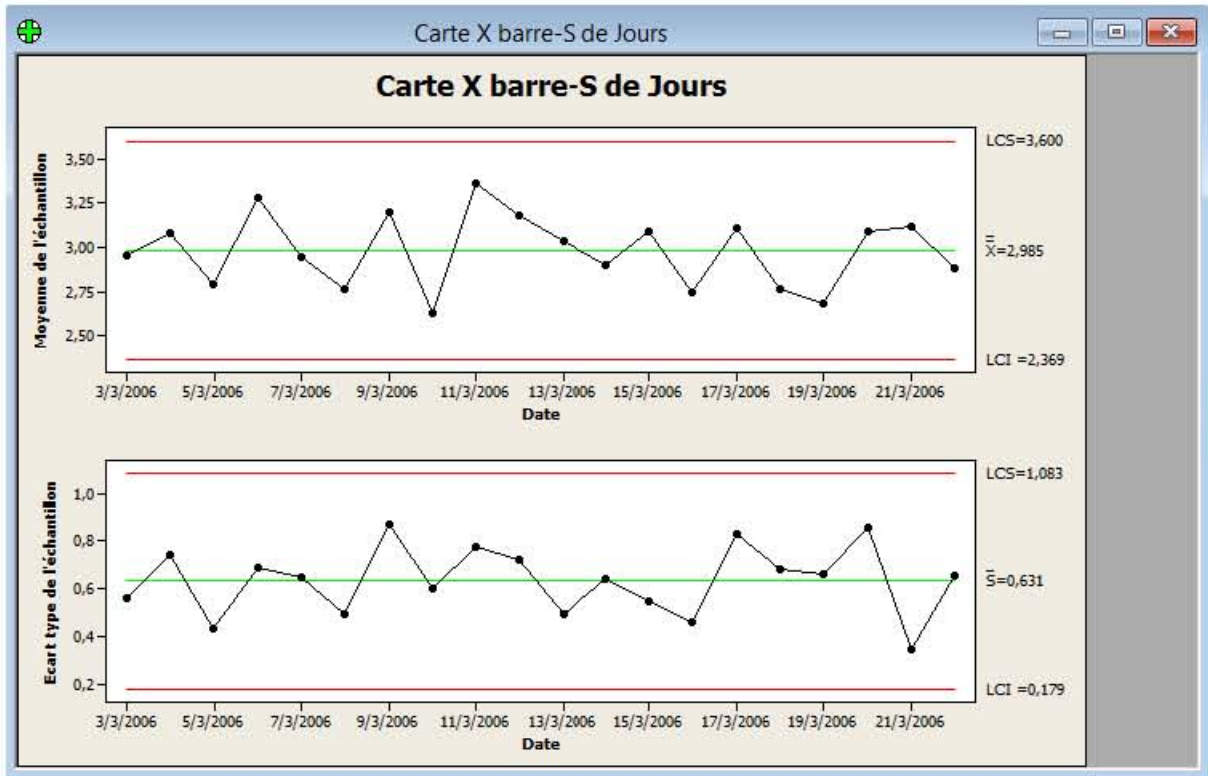 Carte X barre-S de Jours
Carte X barre-S de Jours
Moyenne de l'échantillon
3,50
3,25
3,00
2,75
2,50
LCS=3,600
X=2,985
LCI =2,369
3/3/2006 5/3/2006 7/3/2006 9/3/2006 11/3/2006 13/3/2006 15/3/2006 17/3/2006 19/3/2006 21/3/2006
Date
Ecart type de l'échantillon
1,0
0,8
0,6
0,4
0,2
LCS=1,083
S=0,631
LCI =0,179
3/3/2006 5/3/2006 7/3/2006 9/3/2006 11/3/2006 13/3/2006 15/3/2006 17/3/2006 19/3/2006 21/3/2006
Date